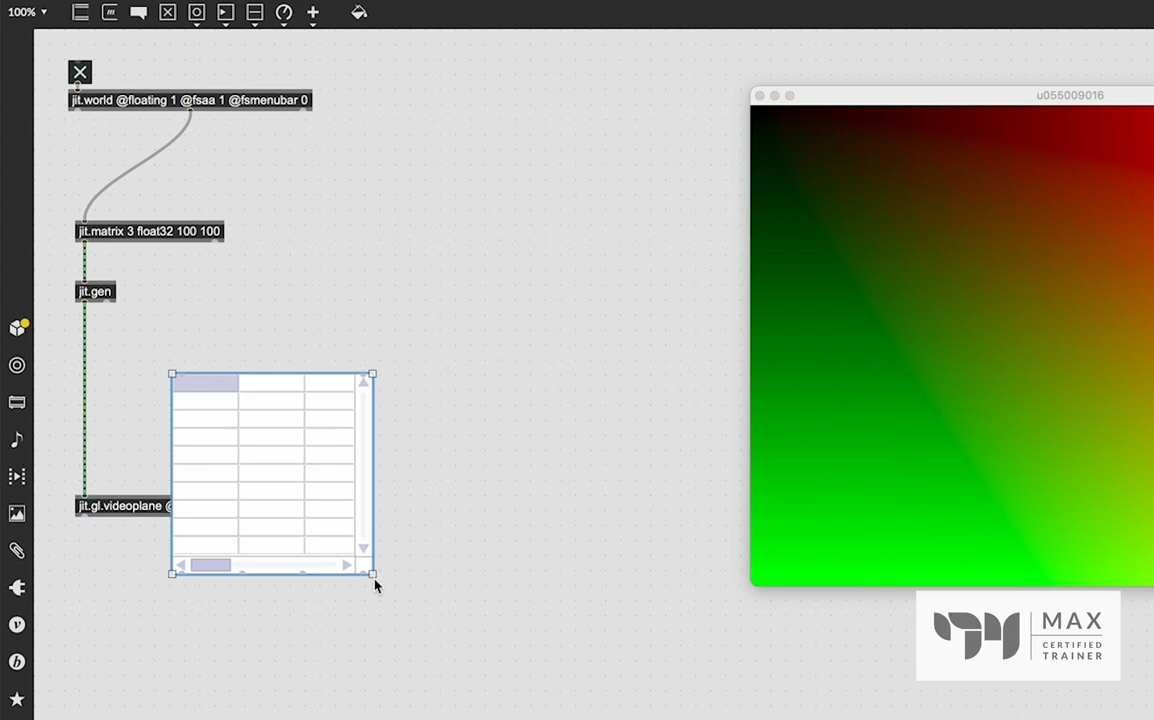 100%
jit.world @floating 1 @fsaa 1 @fsmenubar 0
u055009016
jit.matrix 3 float32 100 100
jit.gen
jit.gl.videoplane @
MAX
CERTIFIED
TRAINER